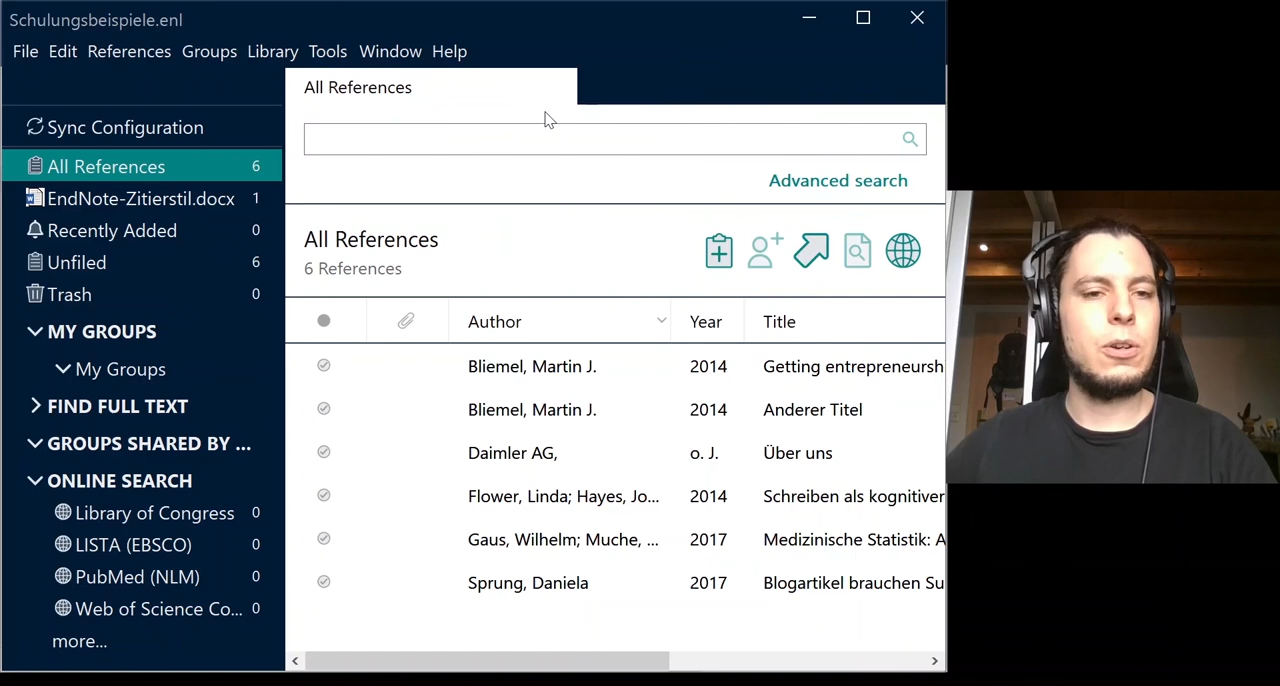 Schulungsbeispiele.enl
File Edit References Groups Library Tools Window Help
All References
Sync Configuration
All References 6
EndNote-Zitierstil.docx 1
Recently Added 0
Unfiled 6
Trash 0
MY GROUPS
My Groups
FIND FULL TEXT
GROUPS SHARED BY ...
ONLINE SEARCH
Library of Congress 0
LISTA (EBSCO) 0
PubMed (NLM) 0
Web of Science Co... 0
more...
Advanced search
All References
6 References
Author Year Title
Bliemel, Martin J. 2014 Getting entrepreneursh
Bliemel, Martin J. 2014 Anderer Titel
Daimler AG, o. J. Über uns
Flower, Linda; Hayes, Jo... 2014 Schreiben als kognitiver
Gaus, Wilhelm; Muche, ... 2017 Medizinische Statistik: A
Sprung, Daniela 2017 Blogartikel brauchen Su